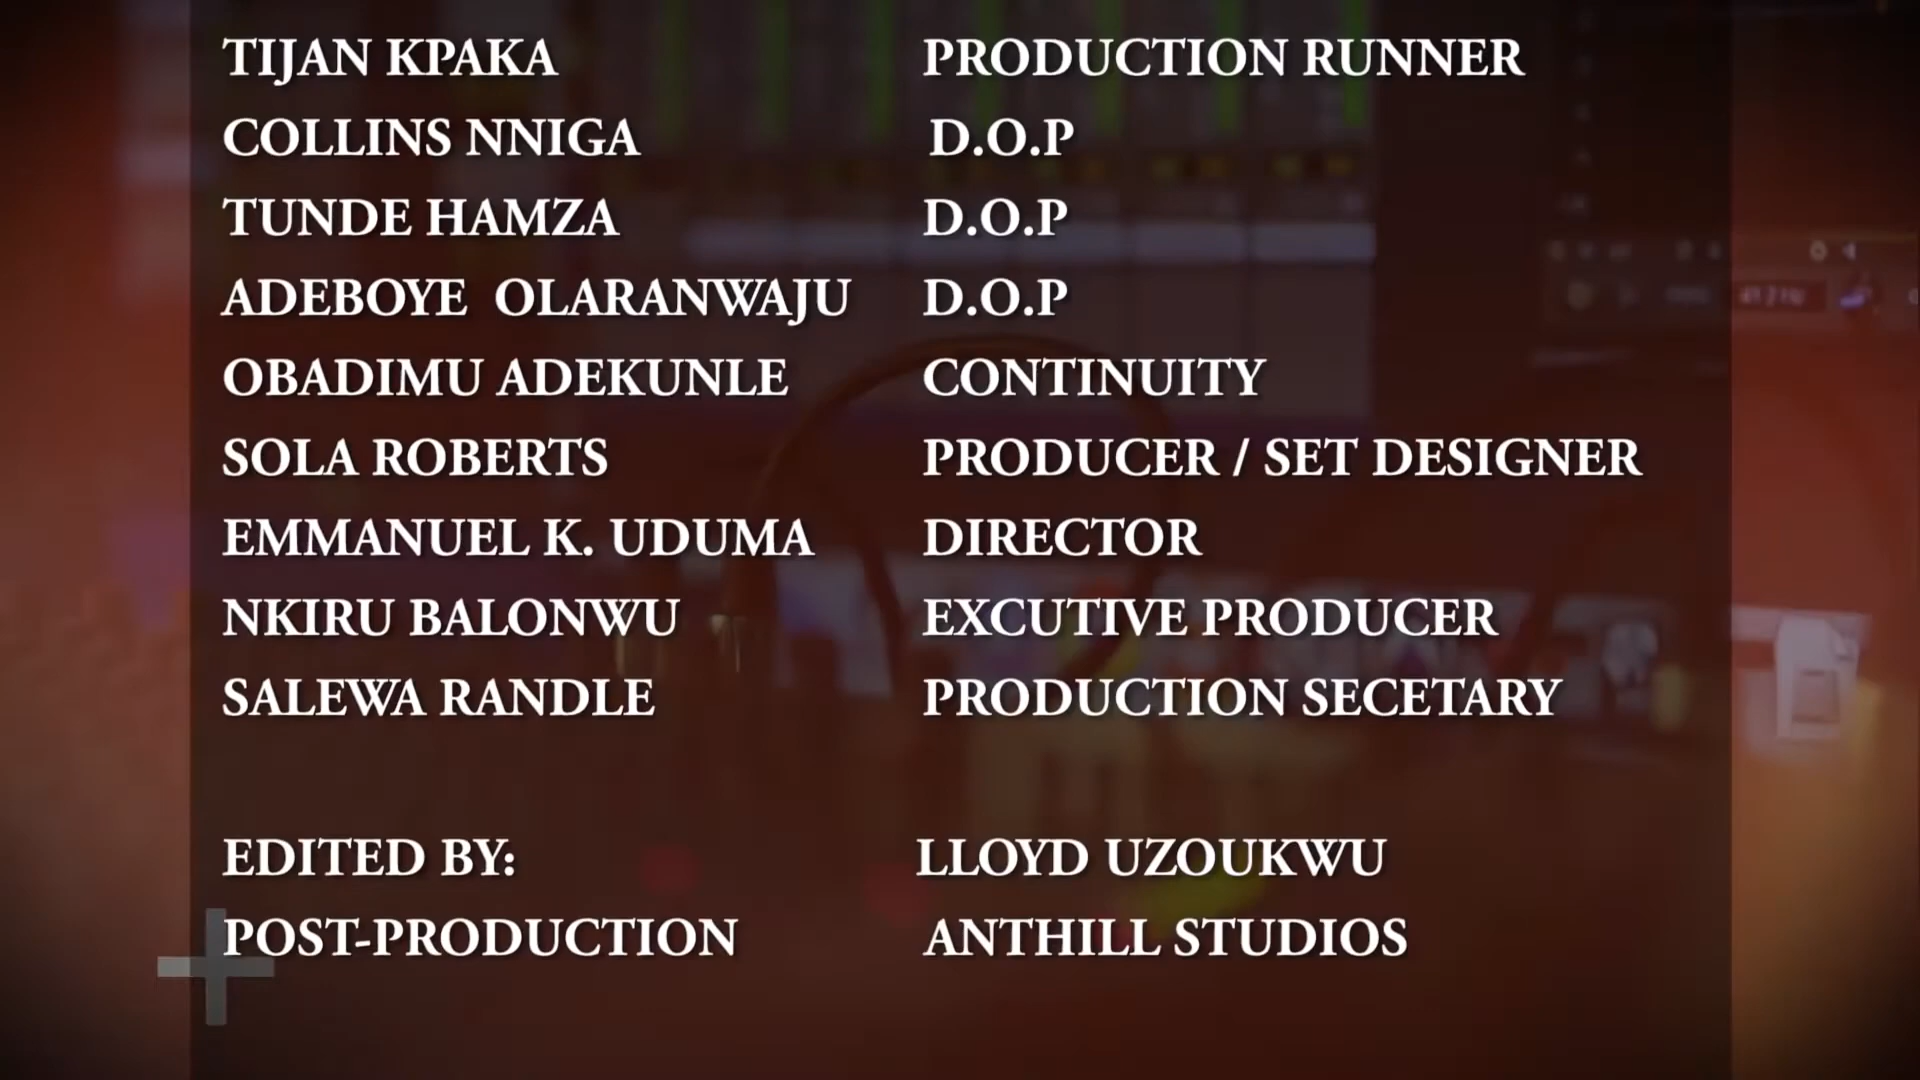 TIJAN KPAKA PRODUCTION RUNNER
COLLINS NNIGA D.O.P
TUNDE HAMZA D.O.P
ADEBOYE OLARANWAJU D.O.P
OBADIMU ADEKUNLE CONTINUITY
SOLA ROBERTS PRODUCER / SET DESIGNER
EMMANUEL K. UDUMA DIRECTOR
NKIRU BALONWU EXCUTIVE PRODUCER
SALEWA RANDLE PRODUCTION SECETARY
EDITED BY: LLOYD UZOUKWU
POST-PRODUCTION ANTHILL STUDIOS